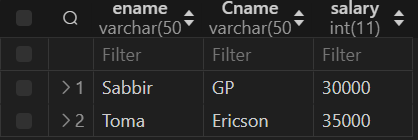 ename Cname salary
varchar(50 varchar(50 int(11)
Filter Filter Filter
1 Sabbir GP 30000
2 Toma Ericson 35000